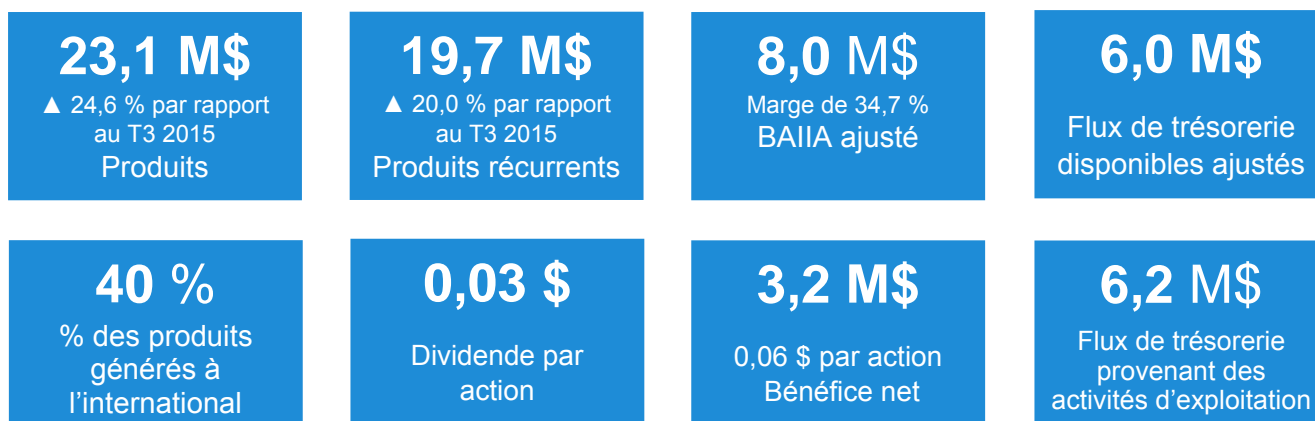 23,1 M$
▲ 24,6 % par rapport
au T3 2015
Produits
19,7 M$
▲ 20,0 % par rapport
au T3 2015
Produits récurrents
8,0 M$
Marge de 34,7 %
BAIIA ajusté
6,0 M$
Flux de trésorerie
disponibles ajustés
40 %
% des produits
générés à
l’international
0,03 $
Dividende par
action
3,2 M$
0,06 $ par action
Bénéfice net
6,2 M$
Flux de trésorerie
provenant des
activités d’exploitation